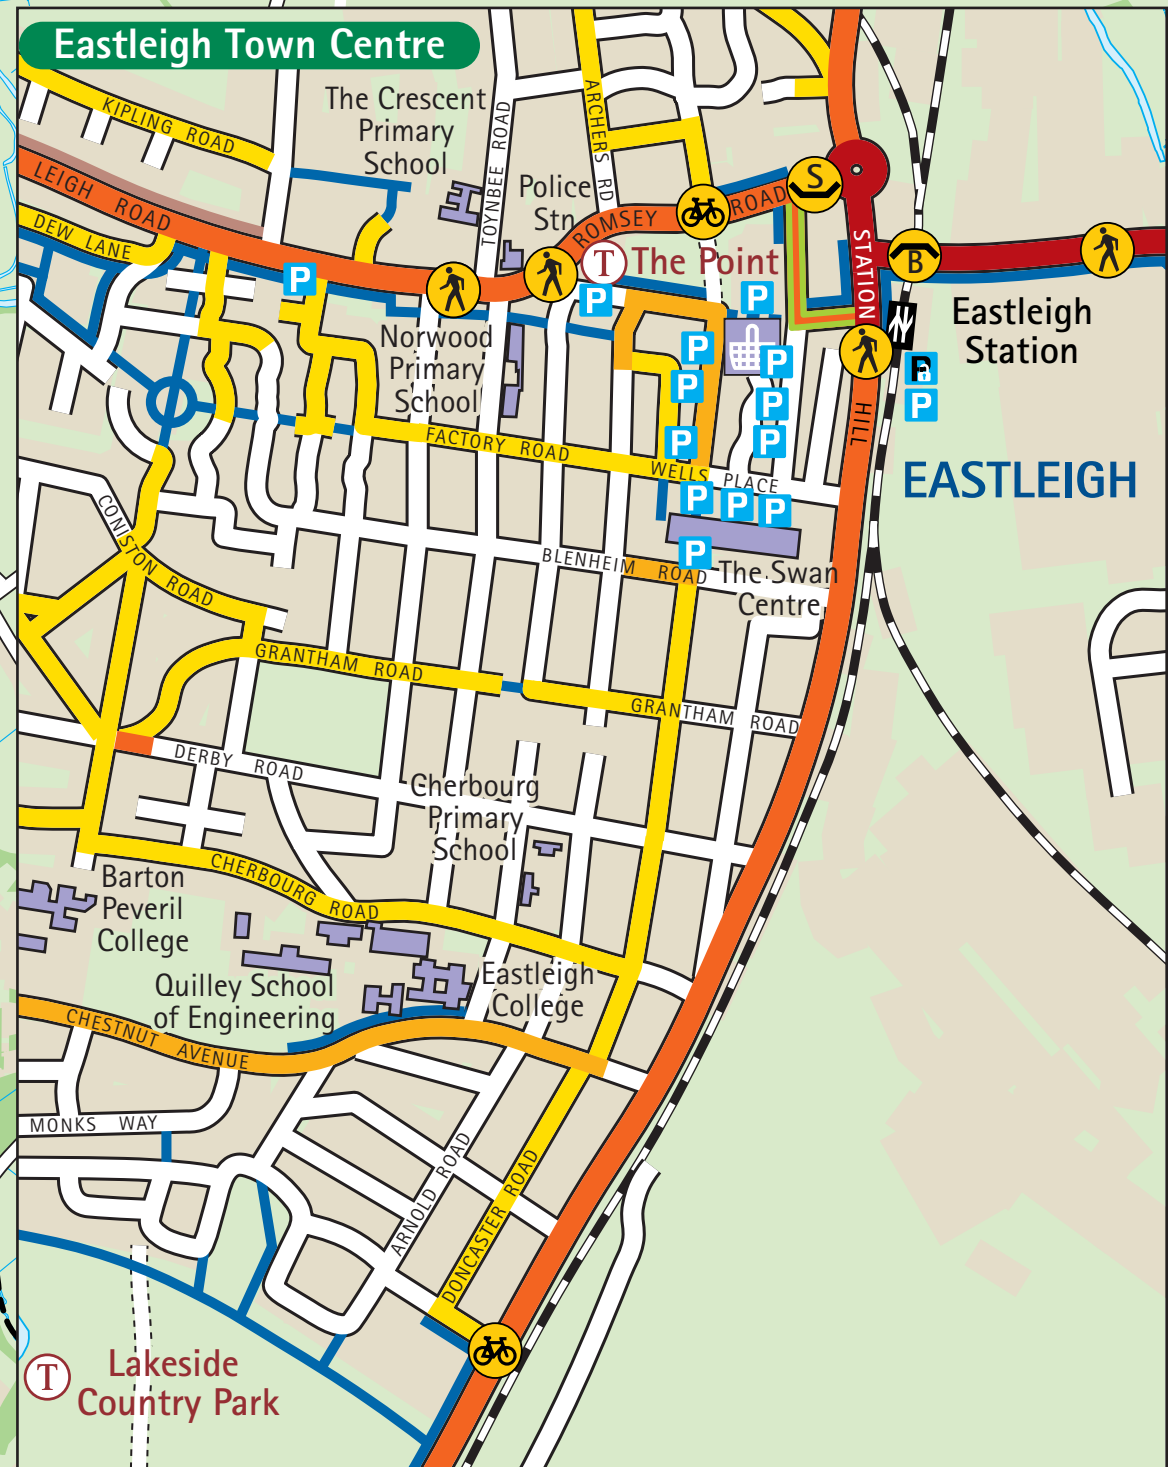 Eastleigh Town Centre
KIPLING ROAD
The Crescent
Primary
School
ARCHERS RD
TOYNBEE ROAD
Police
Stn
LEIGH ROAD
DEW LANE
ROMSEY ROAD
S
T
The Point
STATION
HILL
B
P
P
P
Eastleigh
Station
Norwood
Primary
School
P
P
P
P
P
P
P
P
P
EASTLEIGH
FACTORY ROAD
WELLS PLACE
P
P
P
P
CONISTON ROAD
BLENHEIM ROAD
The Swan
Centre
GRANTHAM ROAD
GRANTHAM ROAD
DERBY ROAD
Cherbourg
Primary
School
CHERBOURG ROAD
Barton
Peveril
College
Quilley School
of Engineering
Eastleigh
College
CHESTNUT AVENUE
MONKS WAY
ARNOLD ROAD
DONCASTER ROAD
T
Lakeside
Country Park